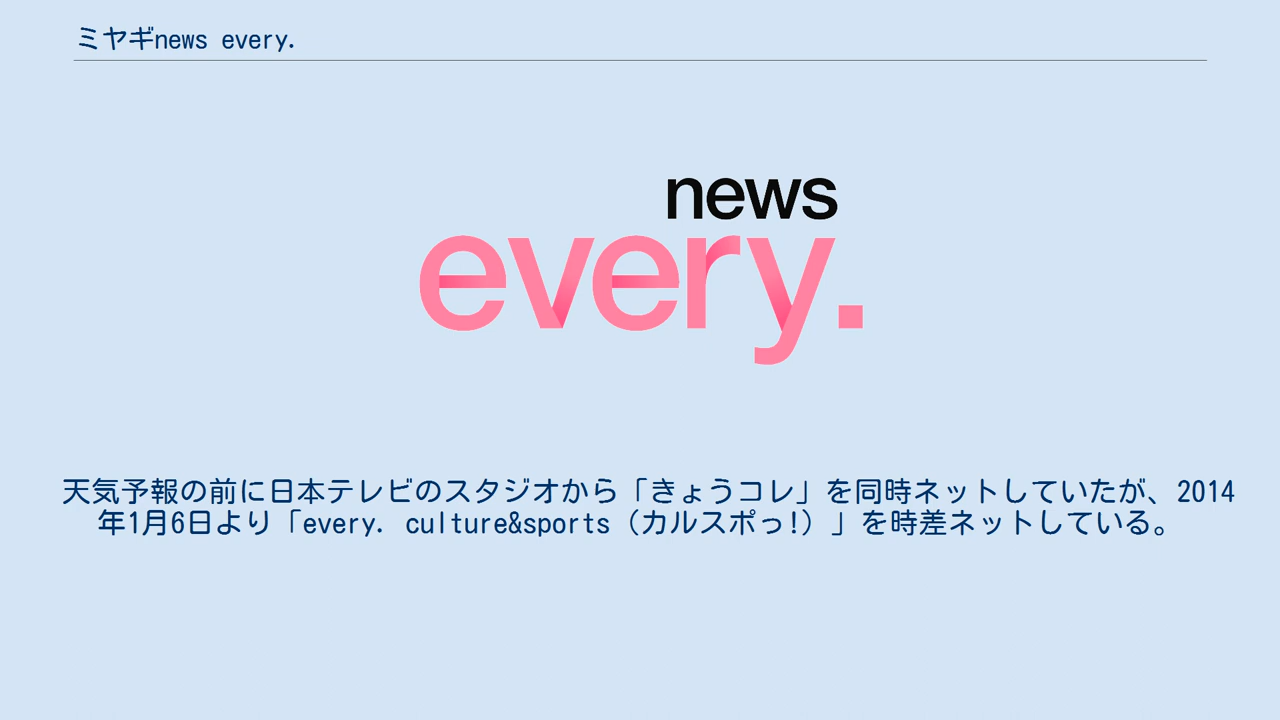 ミヤギnews every.
news
every.
天気予報の前に日本テレビのスタジオから「きょうコレ」を同時ネットしていたが、2014
年1月6日より「every. culture&sports（カルスポっ!）」を時差ネットしている。